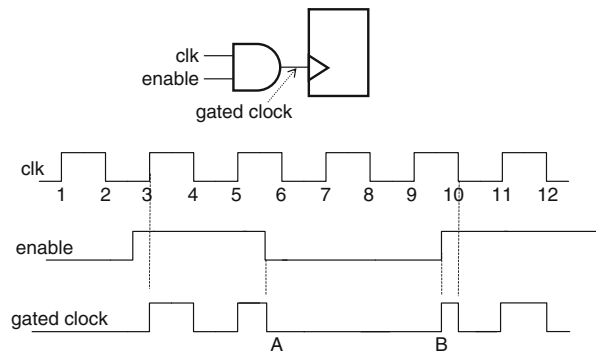 clk
enable
gated clock
clk
1 2 3 4 5 6 7 8 9 10 11 12
enable
gated clock
A B